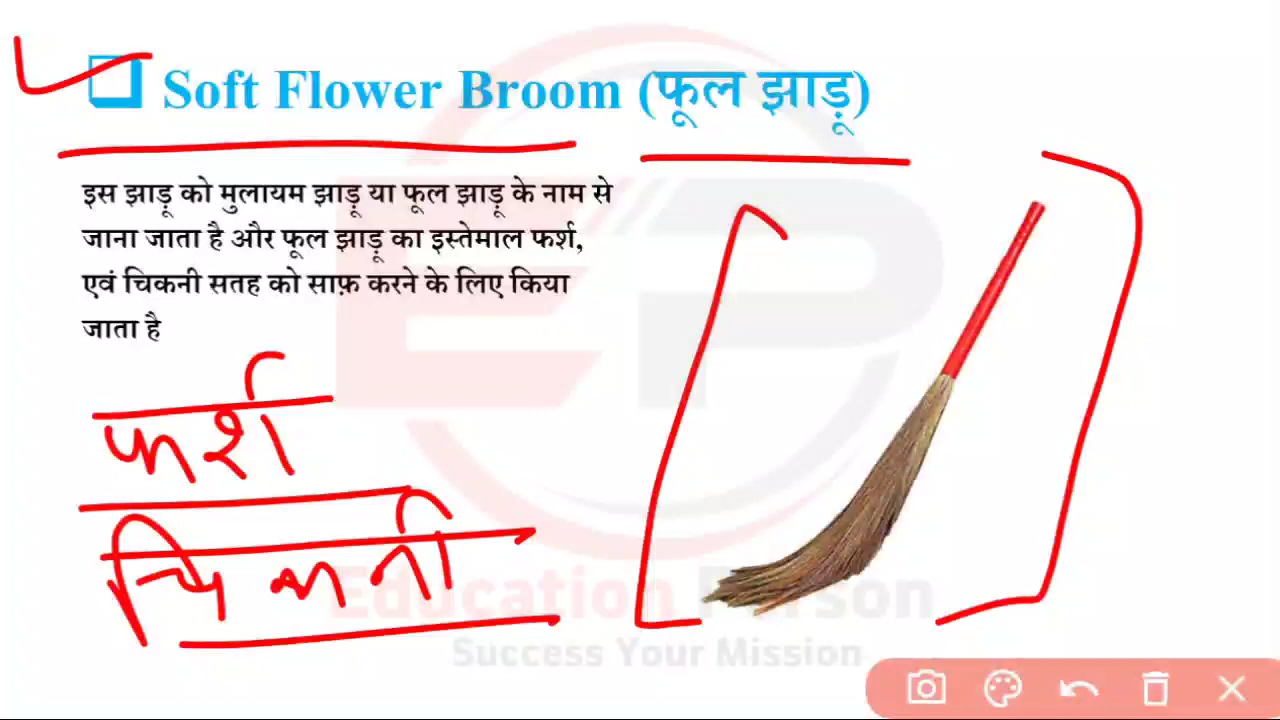 Soft Flower Broom (फूल झाड़ू)
इस झाड़ू को मुलायम झाड़ू या फूल झाड़ू के नाम से
जाना जाता है और फूल झाड़ू का इस्तेमाल फर्श,
एवं चिकनी सतह को साफ़ करने के लिए किया
जाता है
फर्श
चिकनी
EP
Education Person
Success Your Mission